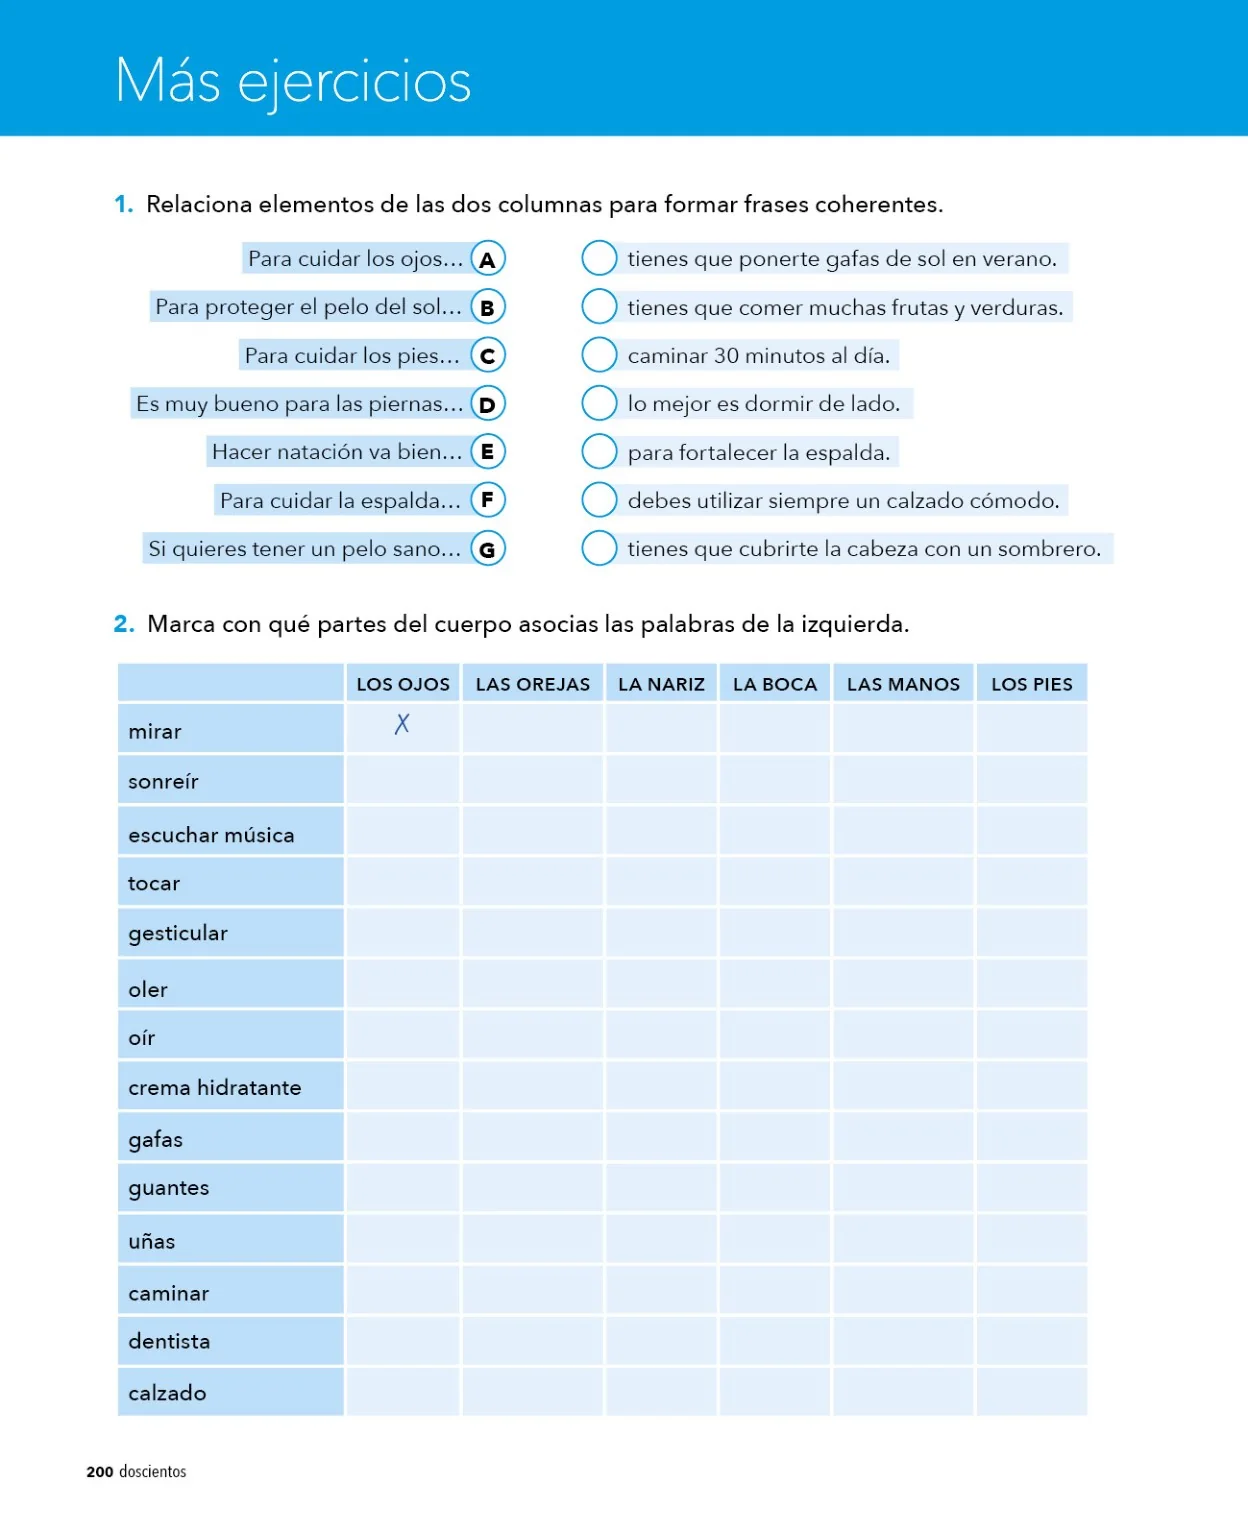 Más ejercicios
1. Relaciona elementos de las dos columnas para formar frases coherentes.
Para cuidar los ojos... A tienes que ponerte gafas de sol en verano.
Para proteger el pelo del sol... B tienes que comer muchas frutas y verduras.
Para cuidar los pies... C caminar 30 minutos al día.
Es muy bueno para las piernas... D lo mejor es dormir de lado.
Hacer natación va bien... E para fortalecer la espalda.
Para cuidar la espalda... F debes utilizar siempre un calzado cómodo.
Si quieres tener un pelo sano... G tienes que cubrirte la cabeza con un sombrero.
2. Marca con qué partes del cuerpo asocias las palabras de la izquierda.
LOS OJOS LAS OREJAS LA NARIZ LA BOCA LAS MANOS LOS PIES
mirar X
sonreír
escuchar música
tocar
gesticular
oler
oír
crema hidratante
gafas
guantes
uñas
caminar
dentista
calzado
200 doscientos